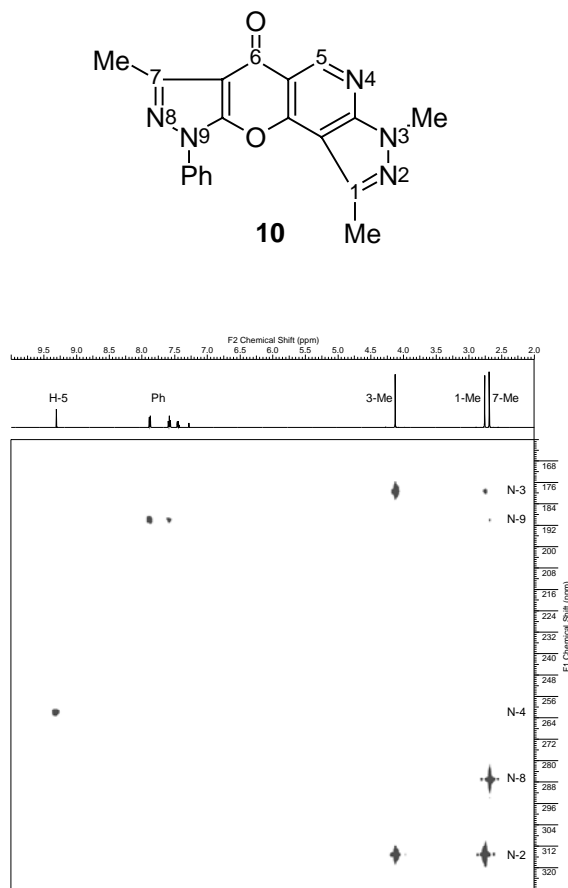 O
Me 7 6 5
N8 N4
N9 O N3 Me
Ph N2
1
Me
10
F2 Chemical Shift (ppm)
9.5 9.0 8.5 8.0 7.5 7.0 6.5 6.0 5.5 5.0 4.5 4.0 3.5 3.0 2.5 2.0
H-5 Ph 3-Me 1-Me 7-Me
168
N-3 176
184
N-9 192
200
208
216
224
232
240
248
256
N-4 264
272
280
N-8 288
296
304
N-2 312
320
F1 Chemical Shift (ppm)